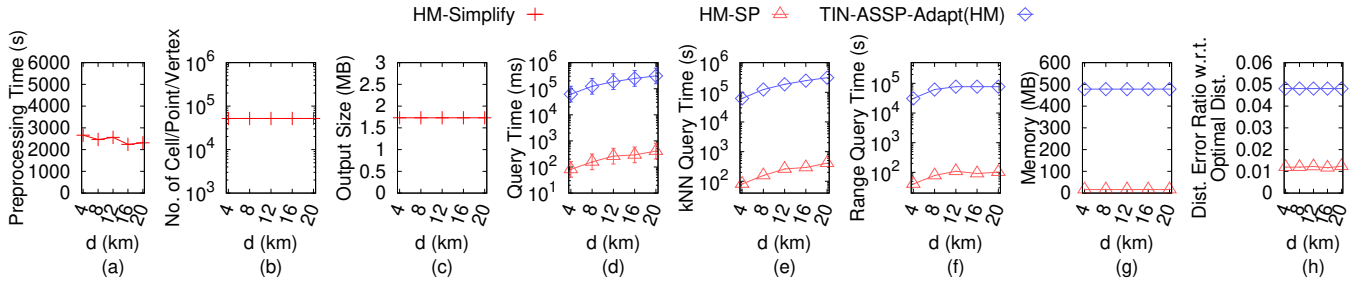 HM-Simplify HM-SP TIN-ASSP-Adapt(HM)
Preprocessing Time (s)
6000
5000
4000
3000
2000
1000
0
4 8 12 16 20
d (km)
(a)
No. of Cell/Point/Vertex
10^6
10^5
10^4
10^3
4 8 12 16 20
d (km)
(b)
Output Size (MB)
3
2.5
2
1.5
1
0.5
0
4 8 12 16 20
d (km)
(c)
Query Time (ms)
10^6
10^5
10^4
10^3
10^2
10^1
4 8 12 16 20
d (km)
(d)
kNN Query Time (s)
10^6
10^5
10^4
10^3
10^2
4 8 12 16 20
d (km)
(e)
Range Query Time (s)
10^5
10^4
10^3
10^2
4 8 12 16 20
d (km)
(f)
Memory (MB)
600
500
400
300
200
100
0
4 8 12 16 20
d (km)
(g)
Dist. Error Ratio w.r.t.
Optimal Dist.
0.06
0.05
0.04
0.03
0.02
0.01
0
4 8 12 16 20
d (km)
(h)